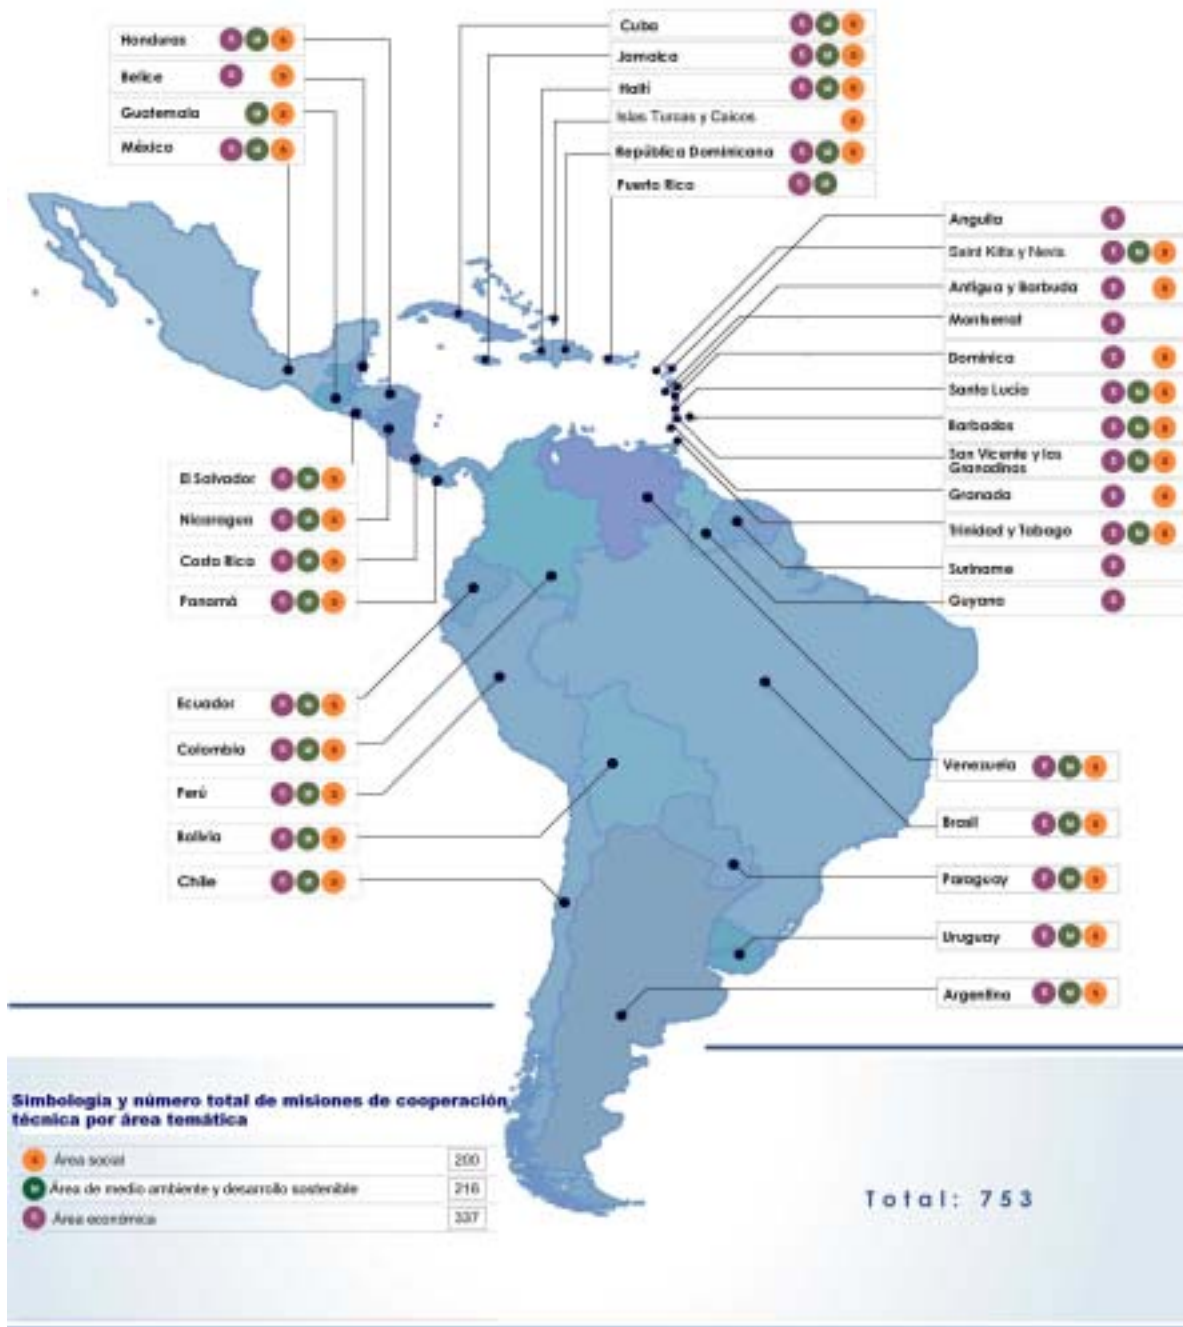 Honduras
Belice
Guatemala
México
Cuba
Jamaica
Haití
Islas Turcas y Caicos
República Dominicana
Puerto Rico
Anguila
Saint Kitts y Nevis
Antigua y Barbuda
Montserrat
Dominica
Santa Lucía
Barbados
San Vicente y las
Granadinas
Granada
Trinidad y Tabago
Suriname
Guyana
El Salvador
Nicaragua
Costa Rica
Panamá
Ecuador
Colombia
Perú
Bolivia
Chile
Venezuela
Brasil
Paraguay
Uruguay
Argentina
Simbología y número total de misiones de cooperación
técnica por área temática
Área social 200
Área de medio ambiente y desarrollo sostenible 216
Área económica 337
Total: 753